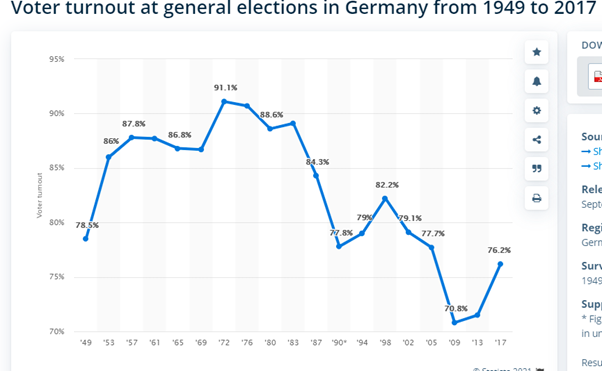 Voter turnout at general elections in Germany from 1949 to 2017
95%
90%
85%
80%
75%
70%
Voter turnout
78.5%
86%
87.8%
86.8%
91.1%
88.6%
84.3%
77.8%
79%
82.2%
79.1%
77.7%
70.8%
76.2%
'49 '53 '57 '61 '65 '69 '72 '76 '80 '83 '87 '90* '94 '98 '02 '05 '09 '13 '17
DOW
Sour
Sh
Sh
Rele
Septe
Regi
Germ
Surv
1949
Supp
* Fig
in un
Resu
© Statista 2021